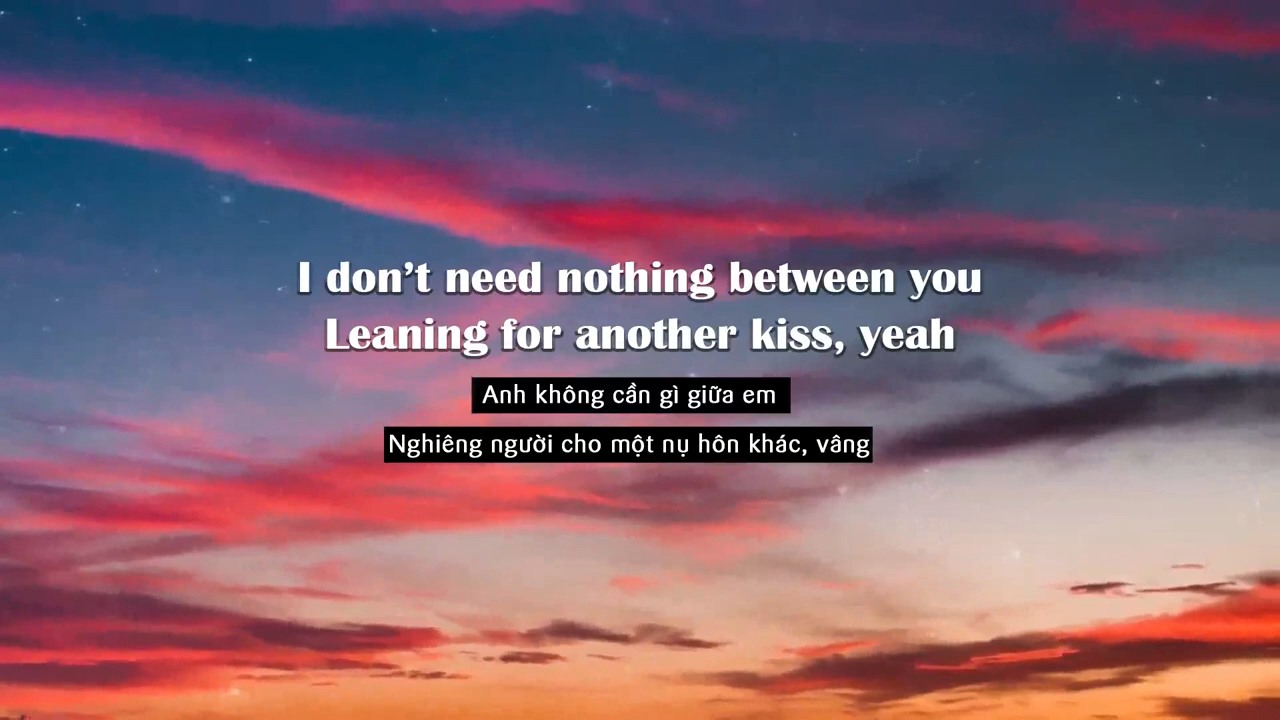 I don’t need nothing between you
Leaning for another kiss, yeah
Anh không cần gì giữa em
Nghiêng người cho một nụ hôn khác, vâng